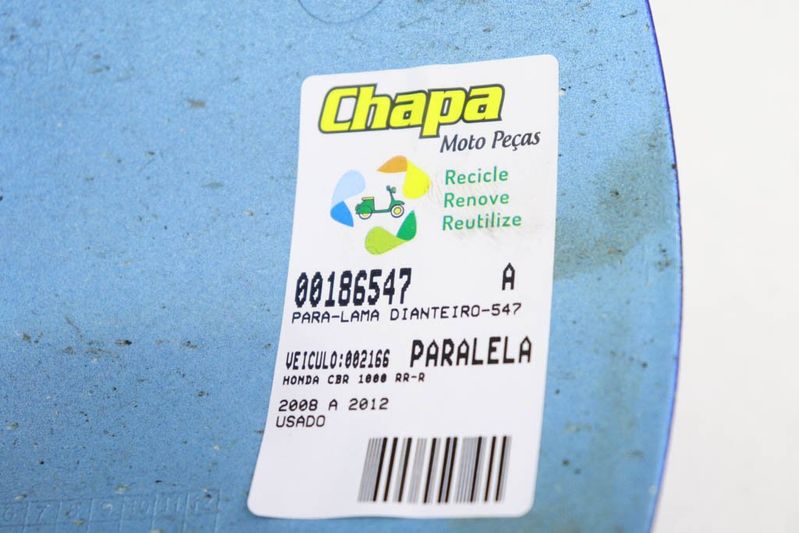 Chapa
Moto Peças
Recicle
Renove
Reutilize
00186547 A
PARA-LAMA DIANTEIRO-547
VEICULO:002166 PARALELA
HONDA CBR 1000 RR-R
2008 A 2012
USADO